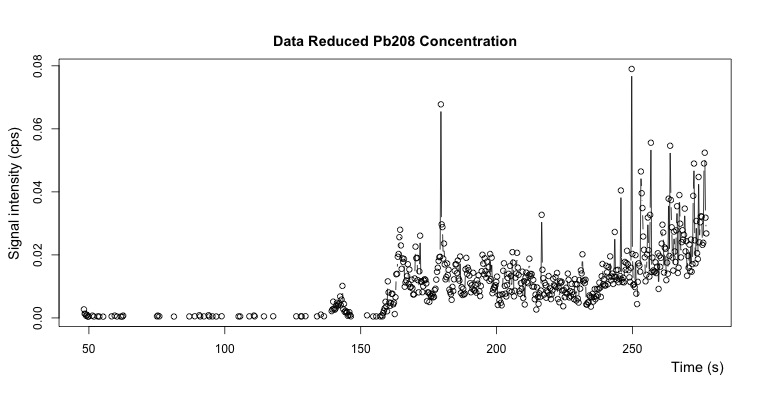 Data Reduced Pb208 Concentration
Signal intensity (cps)
0.08
0.06
0.04
0.02
0.00
50 100 150 200 250
Time (s)